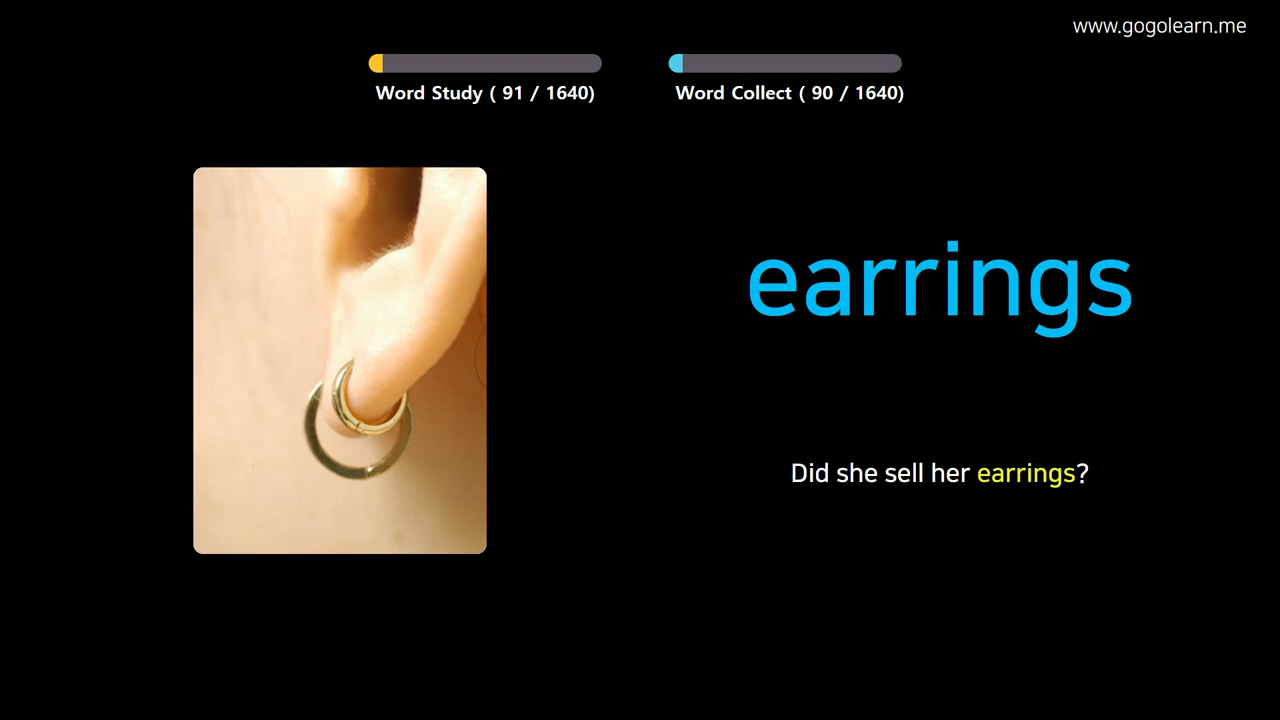 www.gogolearn.me
Word Study ( 91 / 1640)
Word Collect ( 90 / 1640)
earrings
Did she sell her earrings?